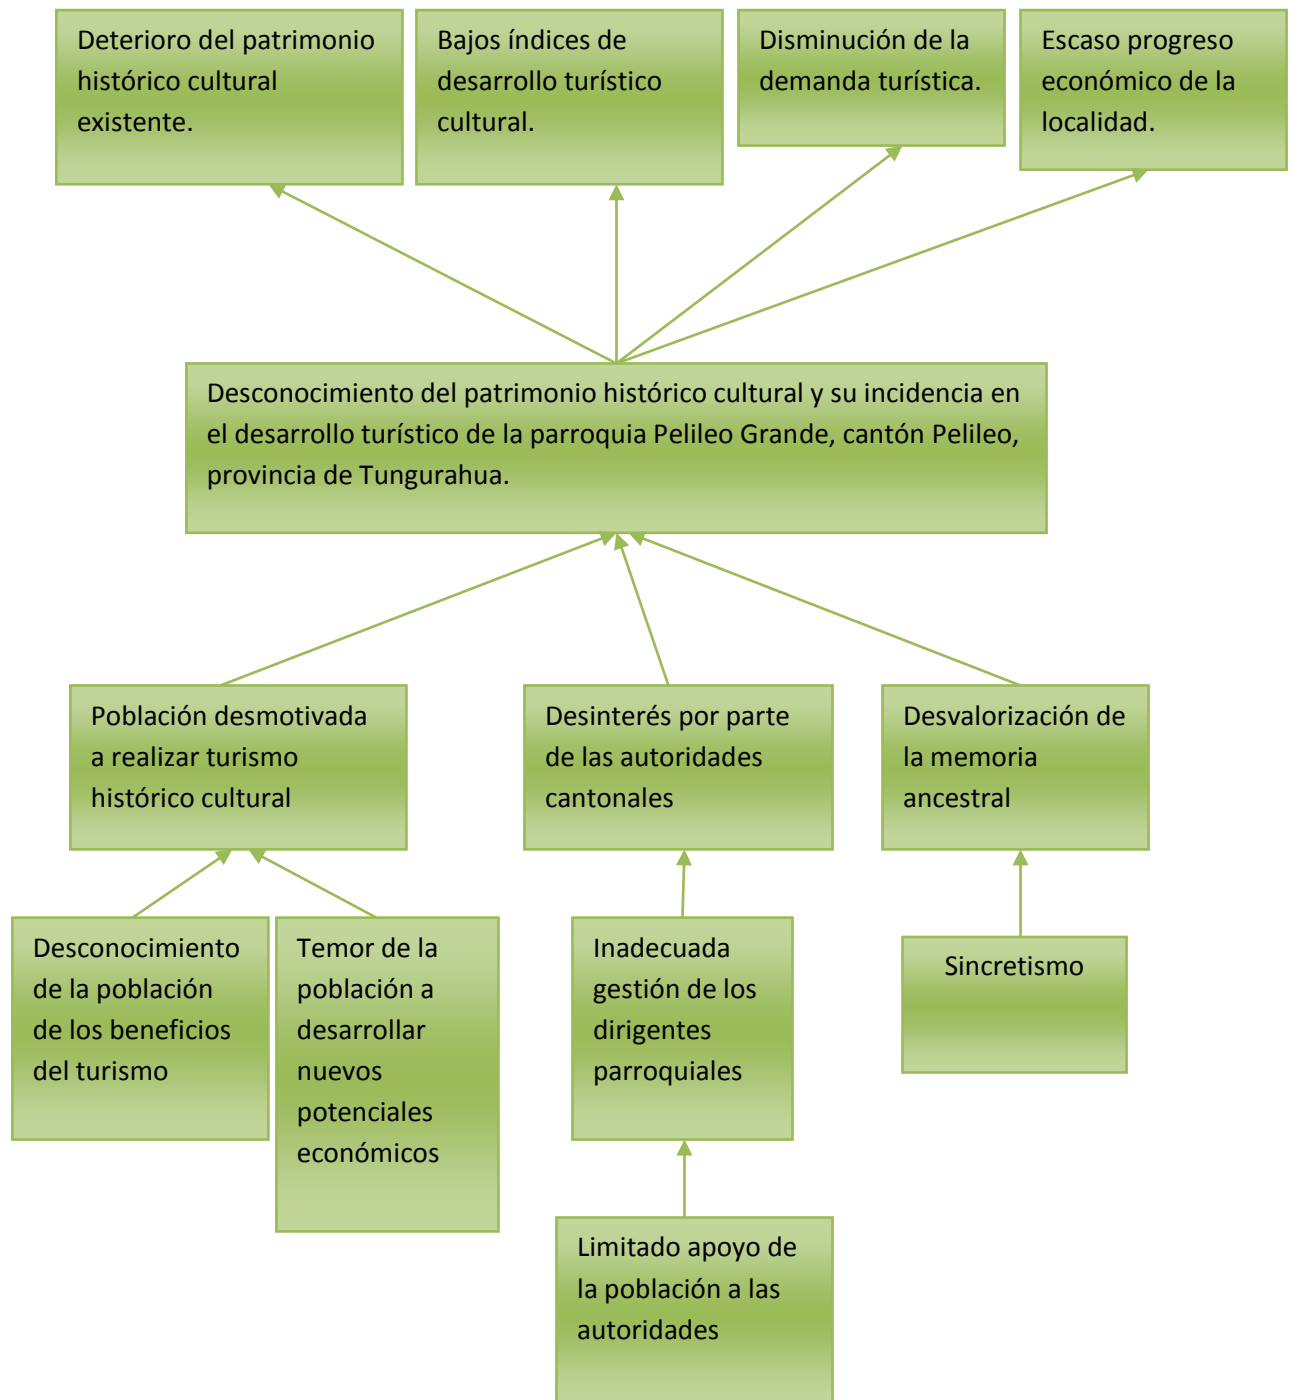 Deterioro del patrimonio
histórico cultural
existente.
Bajos índices de
desarrollo turístico
cultural.
Disminución de la
demanda turística.
Escaso progreso
económico de la
localidad.
Desconocimiento del patrimonio histórico cultural y su incidencia en
el desarrollo turístico de la parroquia Pelileo Grande, cantón Pelileo,
provincia de Tungurahua.
Población desmotivada
a realizar turismo
histórico cultural
Desinterés por parte
de las autoridades
cantonales
Desvalorización de
la memoria
ancestral
Desconocimiento
de la población
de los beneficios
del turismo
Temor de la
población a
desarrollar
nuevos
potenciales
económicos
Inadecuada
gestión de los
dirigentes
parroquiales
Sincretismo
Limitado apoyo de
la población a las
autoridades